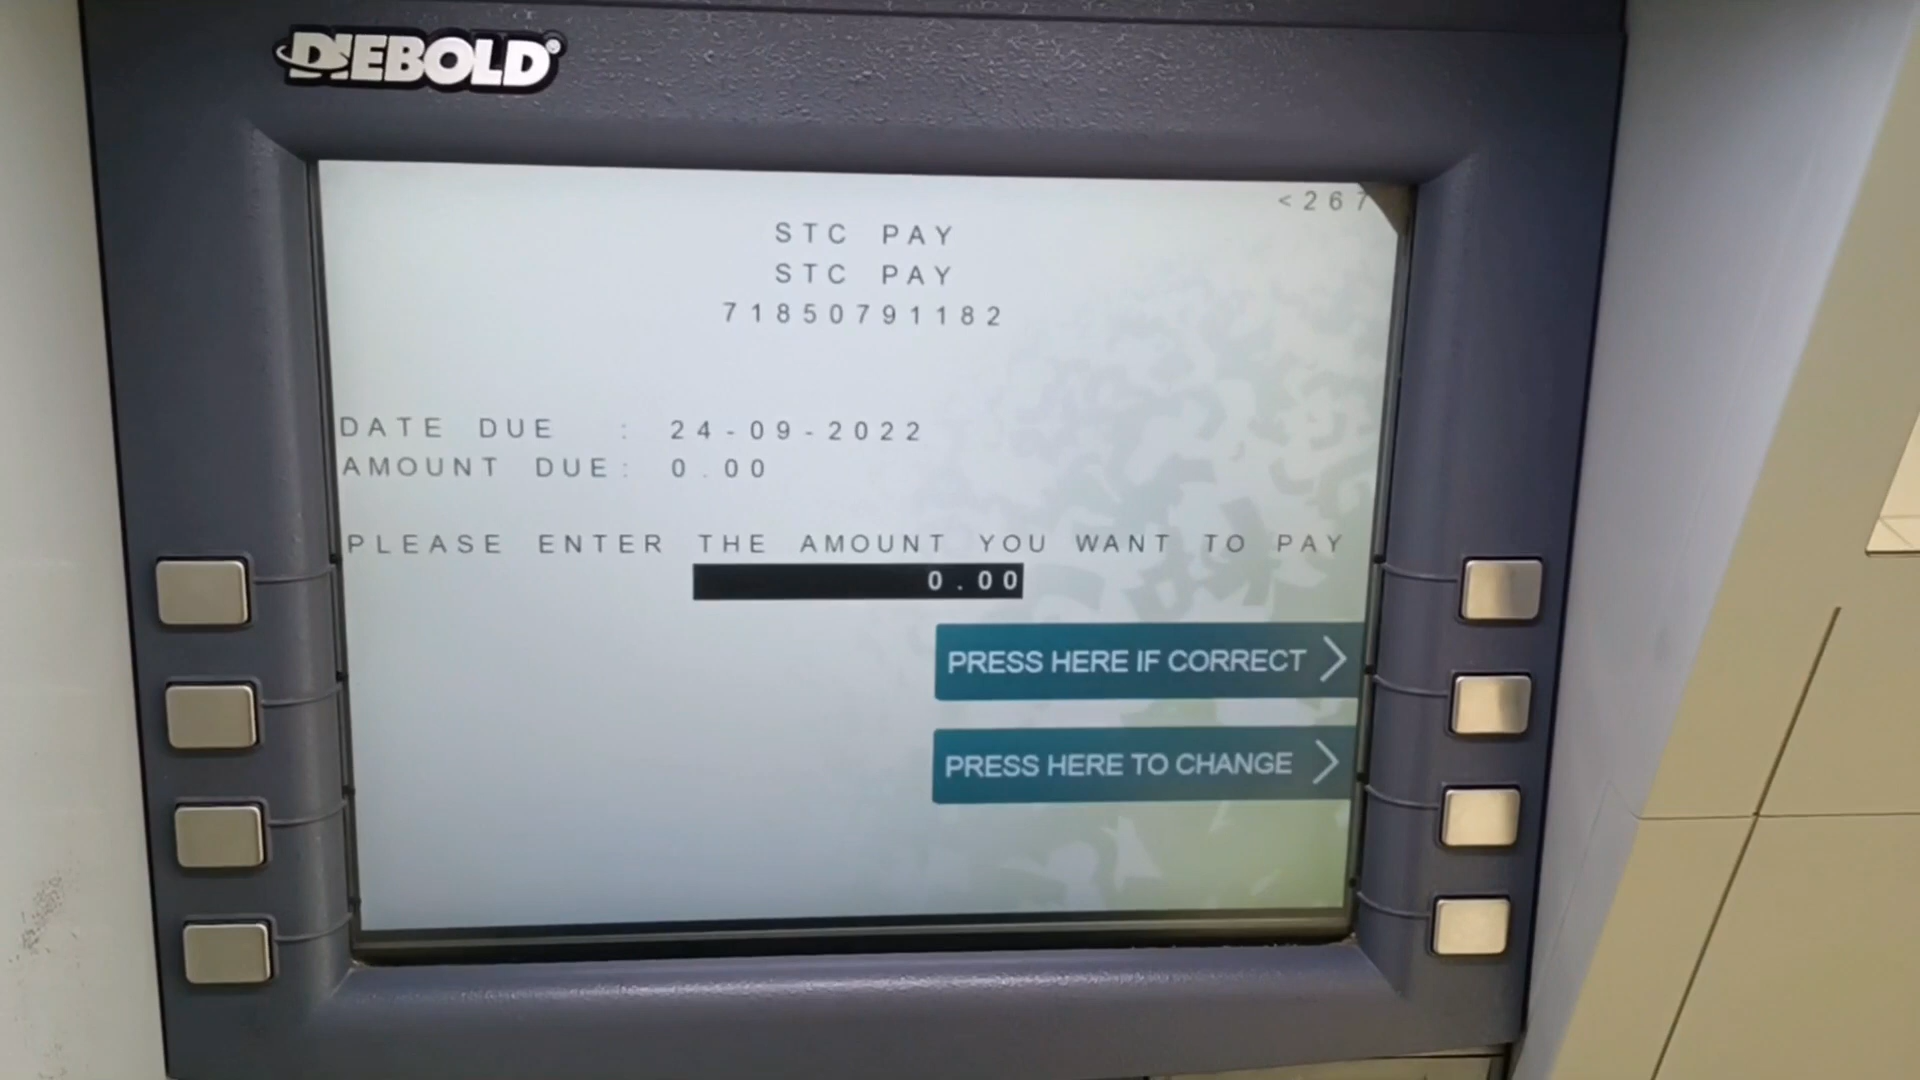 DIEBOLD®
<267
STC PAY
STC PAY
71850791182
DATE DUE : 24-09-2022
AMOUNT DUE: 0.00
PLEASE ENTER THE AMOUNT YOU WANT TO PAY
0.00
PRESS HERE IF CORRECT >
PRESS HERE TO CHANGE >